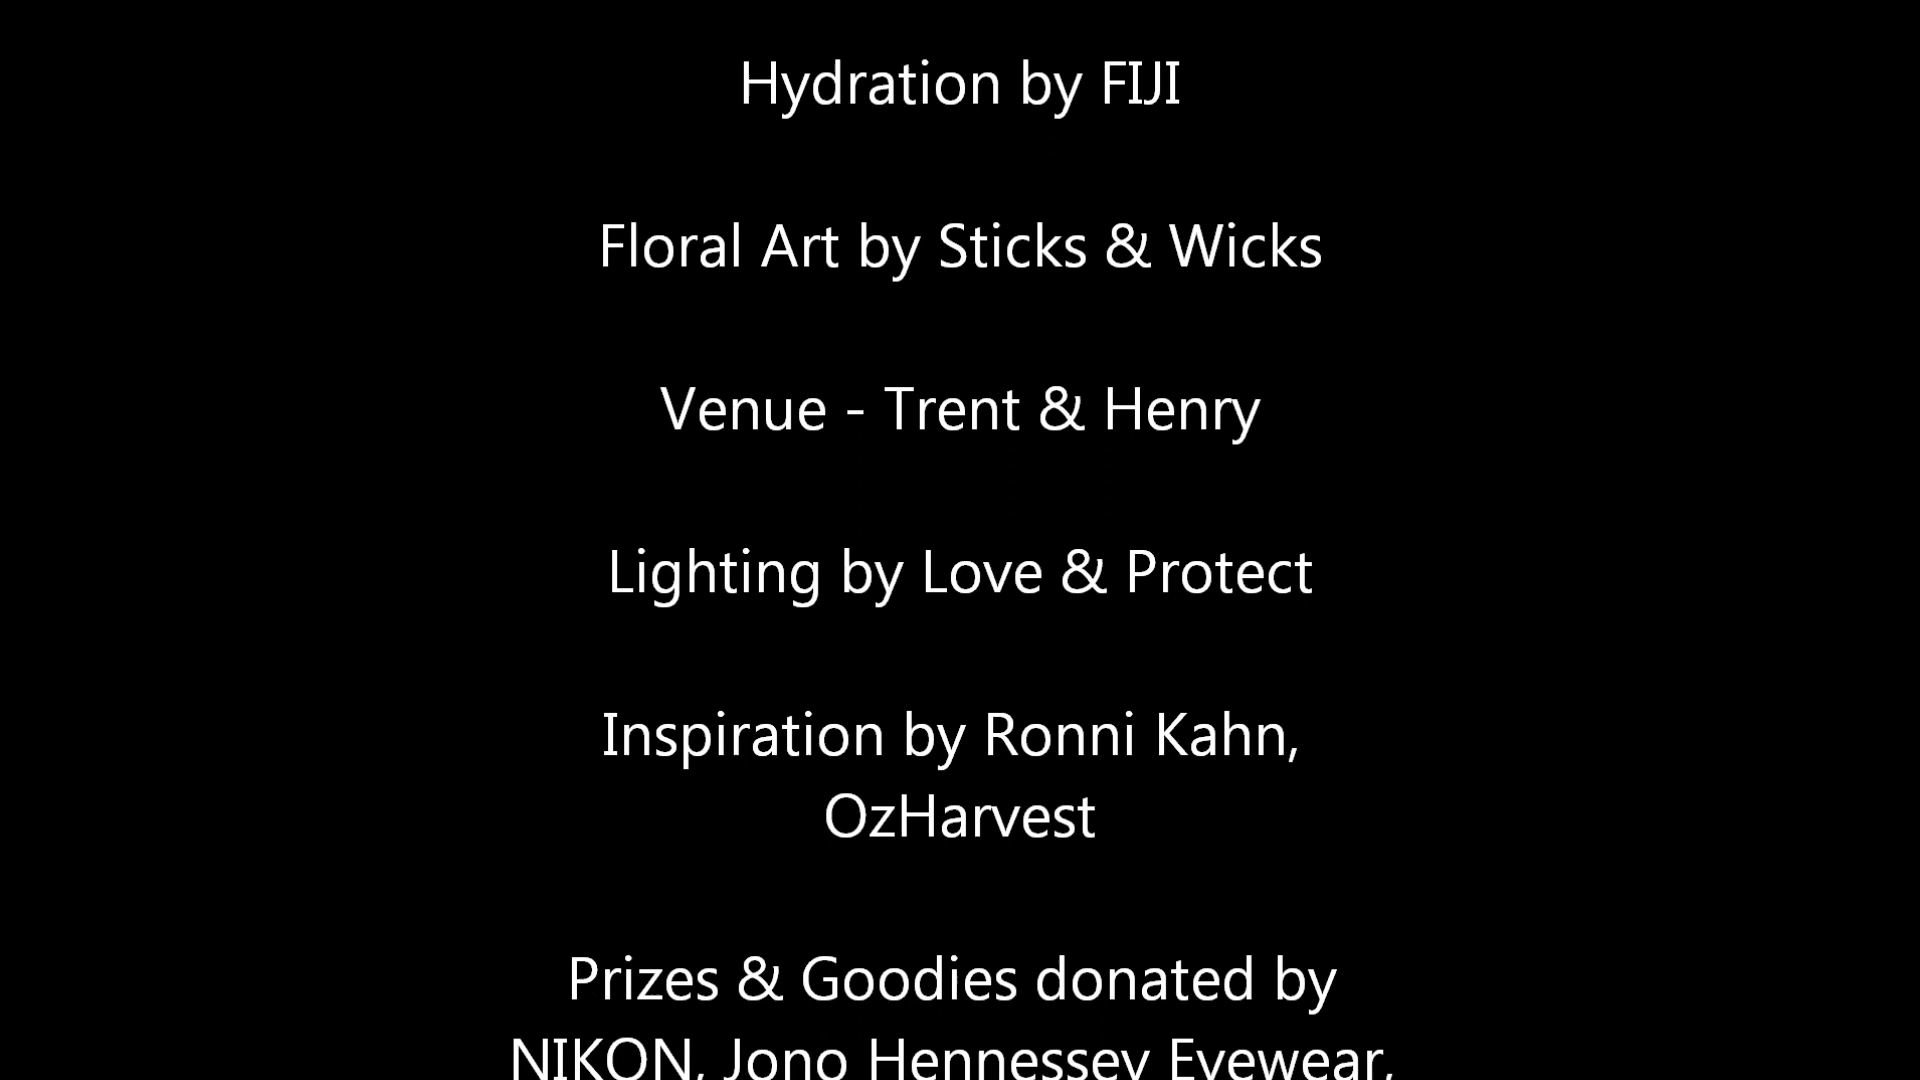 Hydration by FIJI
Floral Art by Sticks & Wicks
Venue - Trent & Henry
Lighting by Love & Protect
Inspiration by Ronni Kahn,
OzHarvest
Prizes & Goodies donated by
NIKON, Jono Hennessey Eyewear,